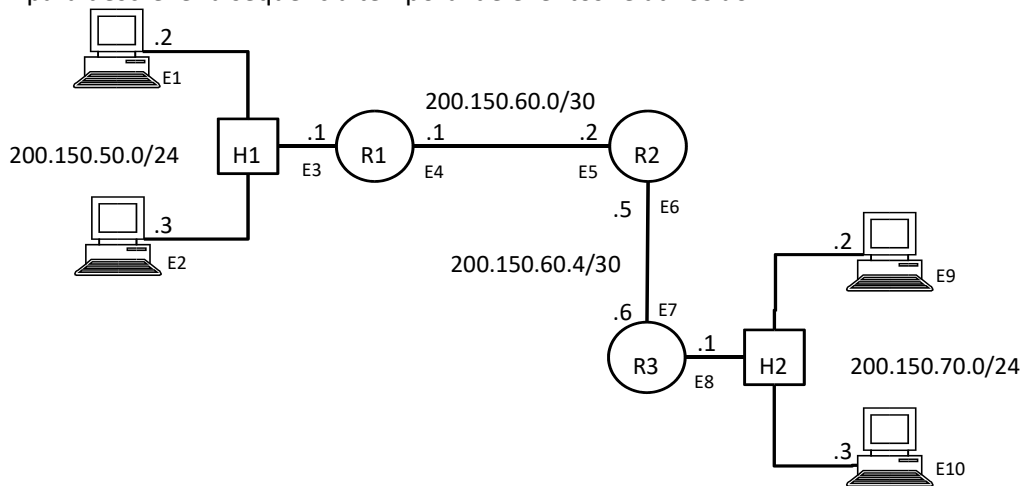 .2
E1
200.150.60.0/30
200.150.50.0/24
H1
.1
E3
R1
.1
E4
.2
E5
R2
.3
E2
.5
E6
200.150.60.4/30
.2
E9
.6
E7
R3
.1
E8
H2
200.150.70.0/24
.3
E10